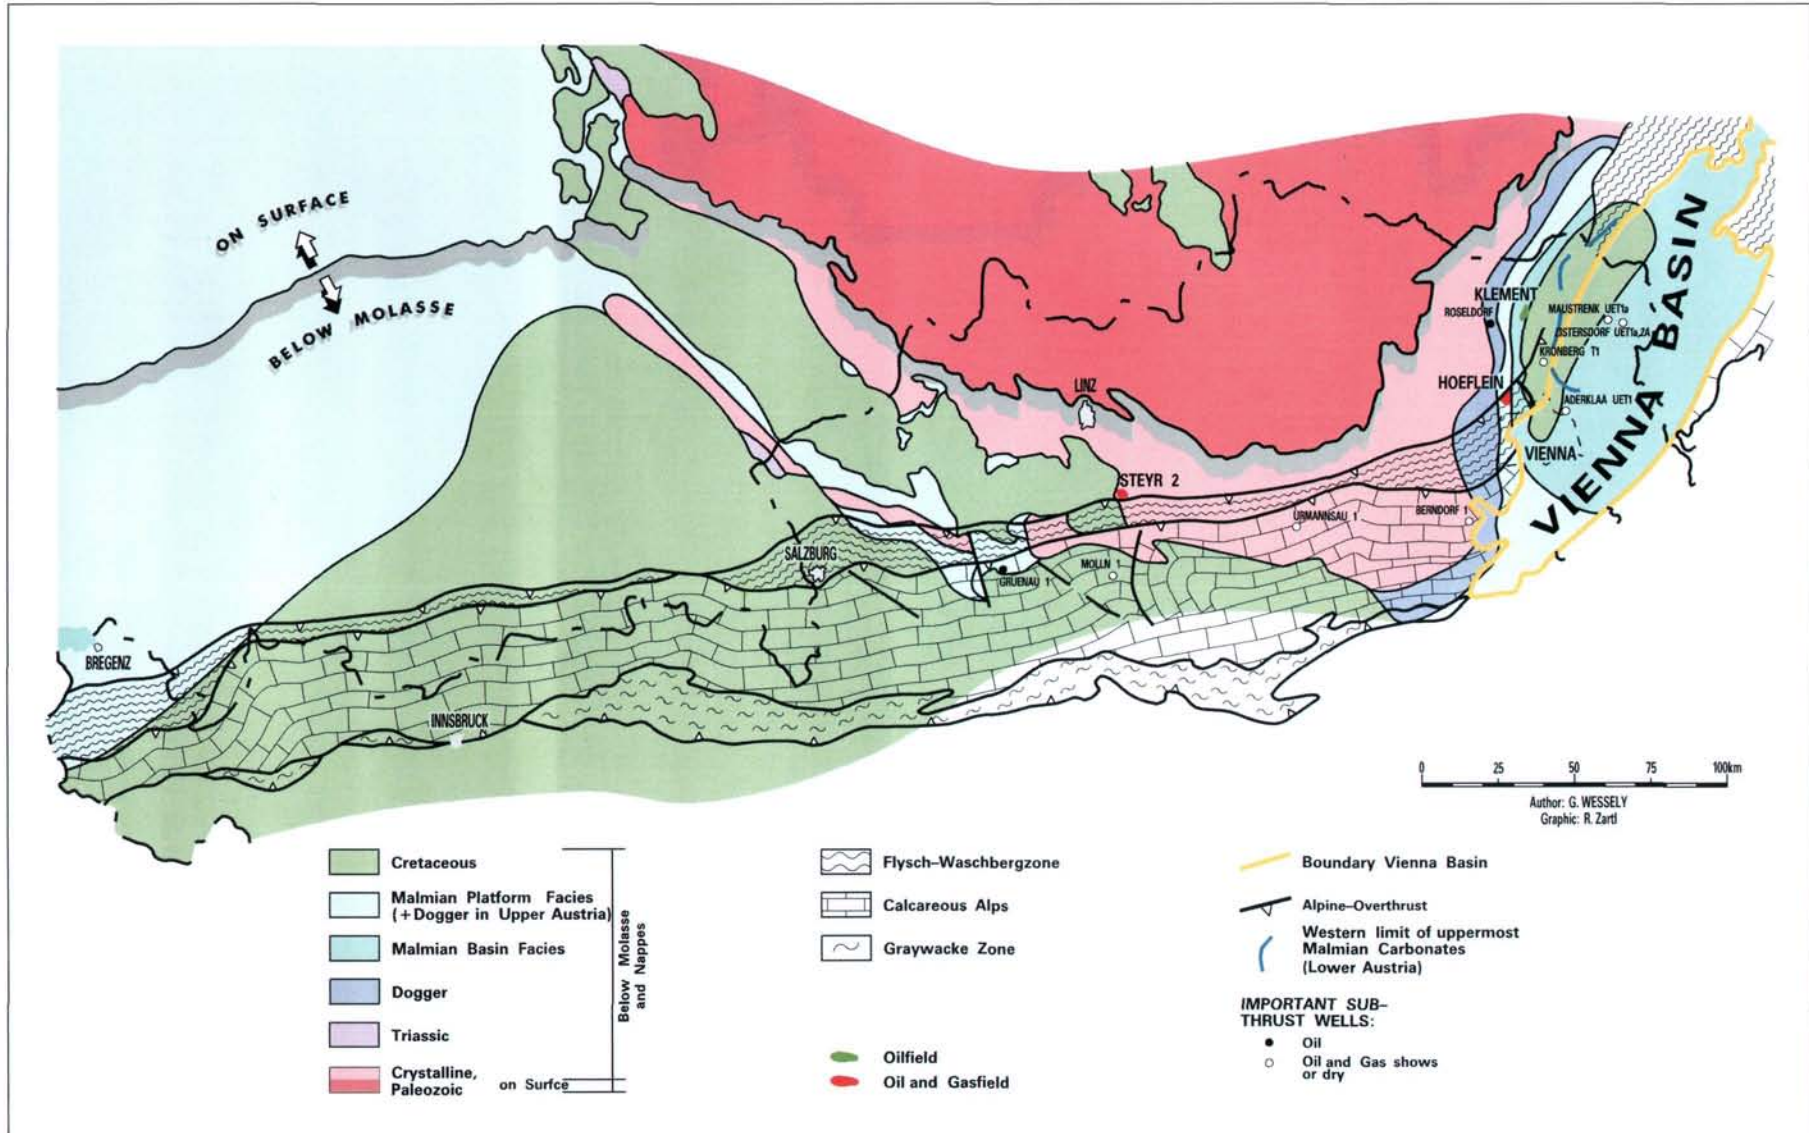 ON SURFACE
BELOW MOLASSE
KLEMENT
ROSELDORF
MAUSTRENK UET1a
ZISTERSDORF UET1a,2A
KRONBERG T1
HOEFLEIN
ADERKLAA UET1
VIENNA BASIN
VIENNA
LINZ
STEYR 2
URMANNSAU 1
BERNDORF 1
SALZBURG
GRUENAU 1
MOLLN 1
BREGENZ
INNSBRUCK
0 25 50 75 100km
Author: G. WESSELY
Graphic: R. Zartl
Cretaceous
Malmian Platform Facies
(+Dogger in Upper Austria)
Malmian Basin Facies
Dogger
Triassic
Crystalline,
Paleozoic on Surfce
Below Molasse
and Nappes
Flysch–Waschbergzone
Calcareous Alps
Graywacke Zone
Oilfield
Oil and Gasfield
Boundary Vienna Basin
Alpine–Overthrust
Western limit of uppermost
Malmian Carbonates
(Lower Austria)
IMPORTANT SUB–
THRUST WELLS:
Oil
Oil and Gas shows
or dry